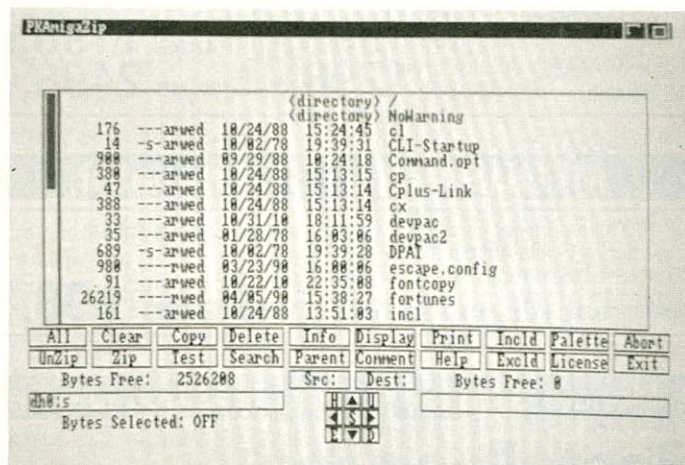 PKAmigaZip
<directory> /
<directory> NoWarning
176 ---arwed 10/24/88 15:24:45 cl
14 -s-arwed 10/02/78 19:39:31 CLI-Startup
900 ---arwed 09/29/88 10:24:18 Command.opt
380 ---arwed 10/24/88 15:13:15 cp
47 ---arwed 10/24/88 15:13:14 Cplus-Link
388 ---arwed 10/24/88 15:13:14 cx
33 ---arwed 10/31/10 18:11:59 devpac
35 ---arwed 01/28/78 16:03:06 devpac2
689 -s-arwed 10/02/78 19:39:28 DPAT
980 ----rwed 03/23/90 16:00:06 escape.config
91 ---arwed 10/22/10 22:35:08 fontcopy
26219 ----rwed 04/05/90 15:38:27 fortunes
161 ---arwed 10/24/88 13:51:03 incl
All Clear Copy Delete Info Display Print Incld Palette Abort
UnZip Zip Test Search Parent Comment Help Excld License Exit
Bytes Free: 2526208 Src: Dest: Bytes Free: 0
dh0:s
Bytes Selected: OFF
H ▲ U
◀ S ▶
E ▼ D